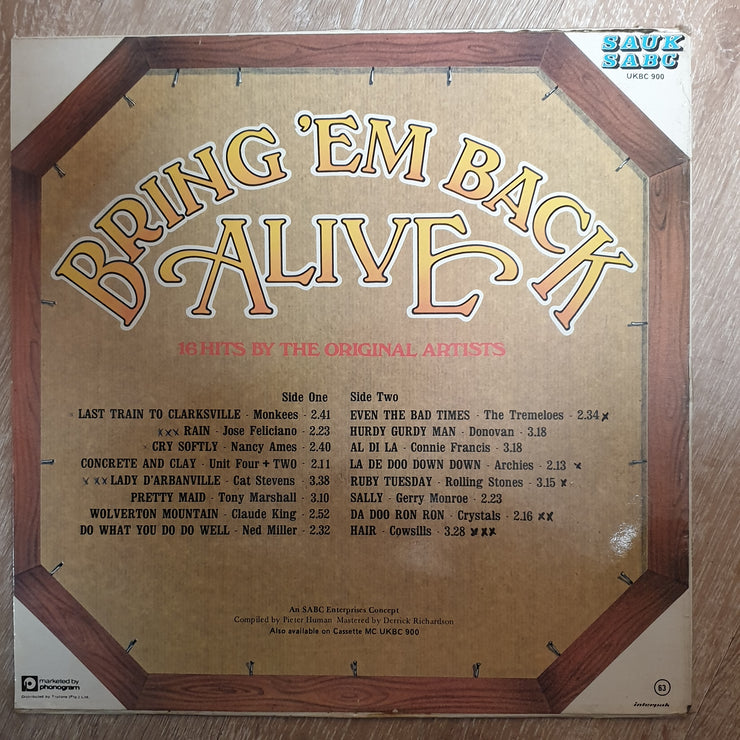 SAUK
SABC
UKBC 900
BRING 'EM BACK
ALIVE
16 HITS BY THE ORIGINAL ARTISTS
Side One
LAST TRAIN TO CLARKSVILLE · Monkees · 2.41
RAIN · Jose Feliciano · 2.23
CRY SOFTLY · Nancy Ames · 2.40
CONCRETE AND CLAY · Unit Four + TWO · 2.11
LADY D'ARBANVILLE · Cat Stevens · 3.38
PRETTY MAID · Tony Marshall · 3.10
WOLVERTON MOUNTAIN · Claude King · 2.52
DO WHAT YOU DO DO WELL · Ned Miller · 2.32
Side Two
EVEN THE BAD TIMES · The Tremeloes · 2.34
HURDY GURDY MAN · Donovan · 3.18
AL DI LA · Connie Francis · 3.18
LA DE DOO DOWN DOWN · Archies · 2.13
RUBY TUESDAY · Rolling Stones · 3.15
SALLY · Gerry Monroe · 2.23
DA DOO RON RON · Crystals · 2.16
HAIR · Cowsills · 3.28
An SABC Enterprises Concept
Compiled by Pieter Human Mastered by Derrick Richardson
Also available on Cassette MC UKBC 900
marketed by
phonogram
63
interpak